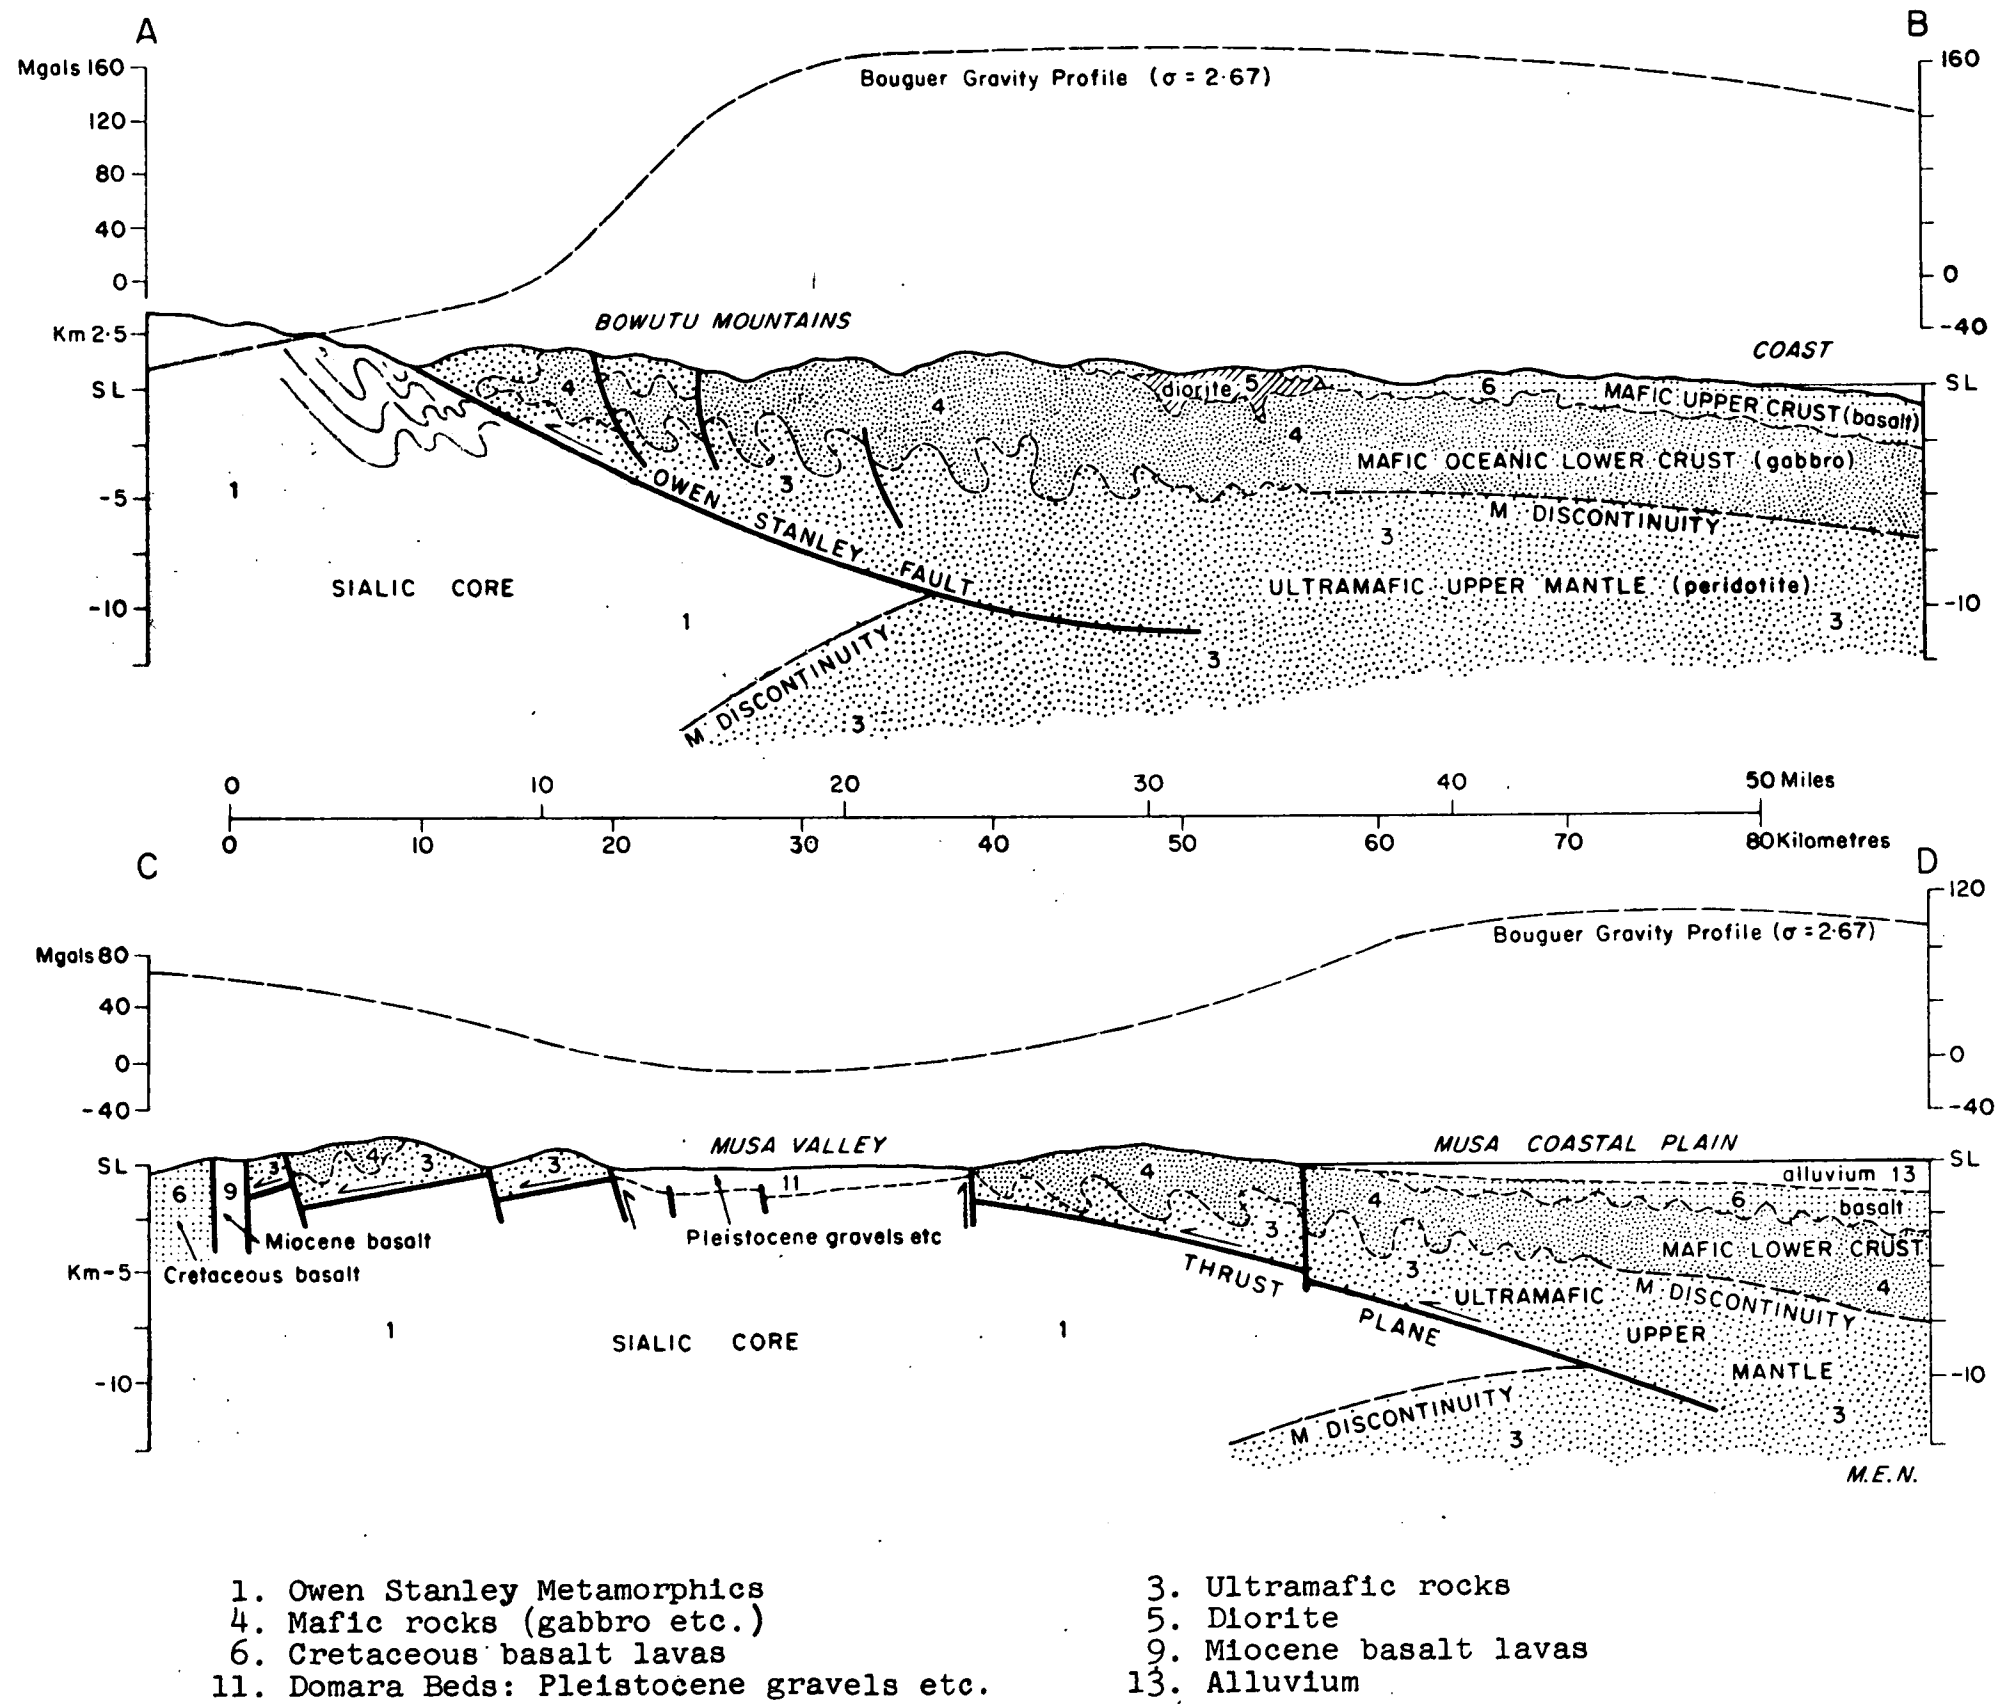 A
B
Mgals 160
160
Bouguer Gravity Profile (σ = 2·67)
120
80
40
0
0
BOWUTU MOUNTAINS
Km 2·5
-40
COAST
SL
SL
4
diorite 5
6
MAFIC UPPER CRUST (basalt)
4
4
MAFIC OCEANIC LOWER CRUST (gabbro)
1
3
-5
OWEN STANLEY FAULT
M DISCONTINUITY
3
SIALIC CORE
ULTRAMAFIC UPPER MANTLE (peridotite)
-10
-10
1
3
M DISCONTINUITY
3
3
0 10 20 30 40 50 Miles
0 10 20 30 40 50 60 70 80 Kilometres
C
D
120
Mgals 80
Bouguer Gravity Profile (σ = 2·67)
40
0
0
-40
-40
MUSA VALLEY
MUSA COASTAL PLAIN
SL
SL
6
9
3
4
3
3
11
4
4
alluvium 13
6
basalt
Miocene basalt
Pleistocene gravels etc
3
MAFIC LOWER CRUST
Km-5
Cretaceous basalt
THRUST PLANE
3
4
ULTRAMAFIC
M DISCONTINUITY
1
SIALIC CORE
1
UPPER
MANTLE
-10
-10
M DISCONTINUITY
3
3
M.E.N.
1. Owen Stanley Metamorphics
3. Ultramafic rocks
4. Mafic rocks (gabbro etc.)
5. Diorite
6. Cretaceous basalt lavas
9. Miocene basalt lavas
11. Domara Beds: Pleistocene gravels etc.
13. Alluvium